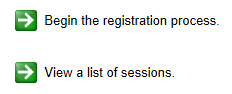 Begin the registration process.
View a list of sessions.